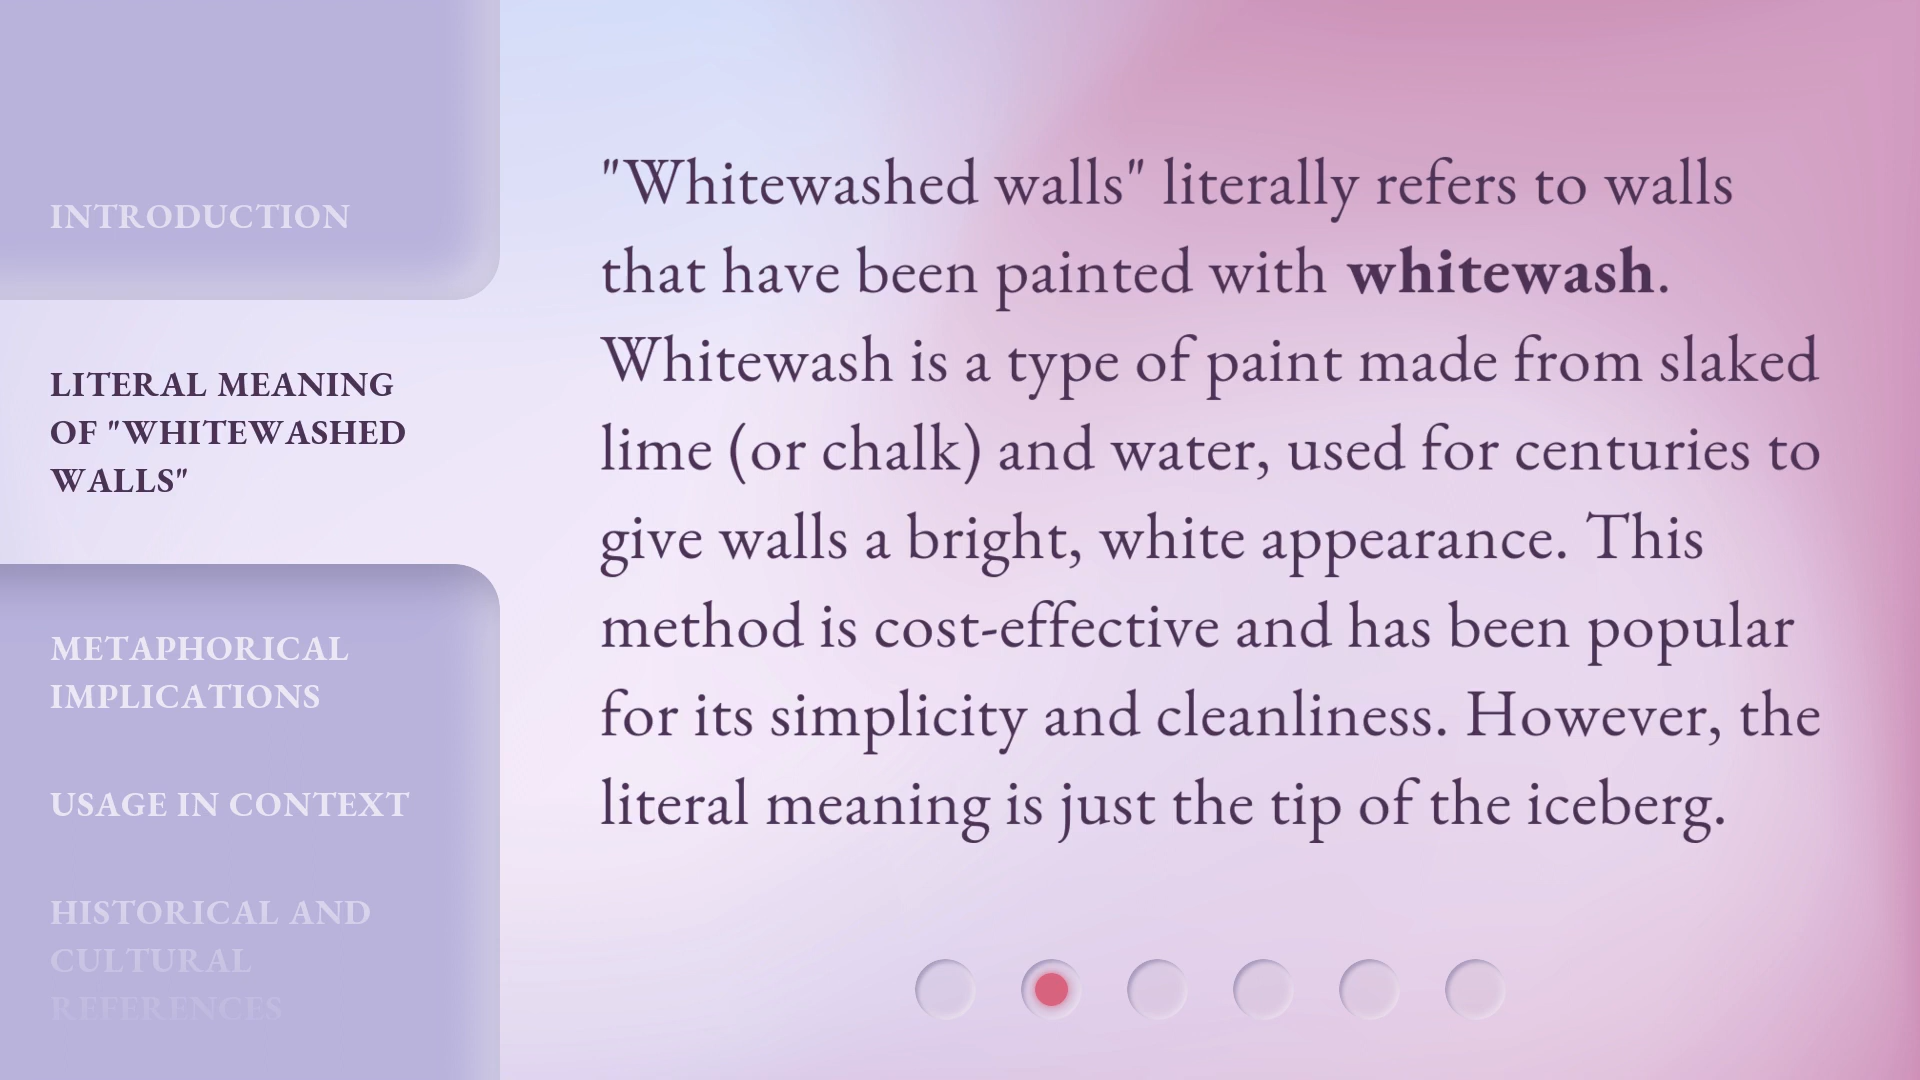 INTRODUCTION
LITERAL MEANING
OF "WHITEWASHED
WALLS"
METAPHORICAL
IMPLICATIONS
USAGE IN CONTEXT
HISTORICAL AND
CULTURAL
REFERENCES
"Whitewashed walls" literally refers to walls
that have been painted with whitewash.
Whitewash is a type of paint made from slaked
lime (or chalk) and water, used for centuries to
give walls a bright, white appearance. This
method is cost-effective and has been popular
for its simplicity and cleanliness. However, the
literal meaning is just the tip of the iceberg.